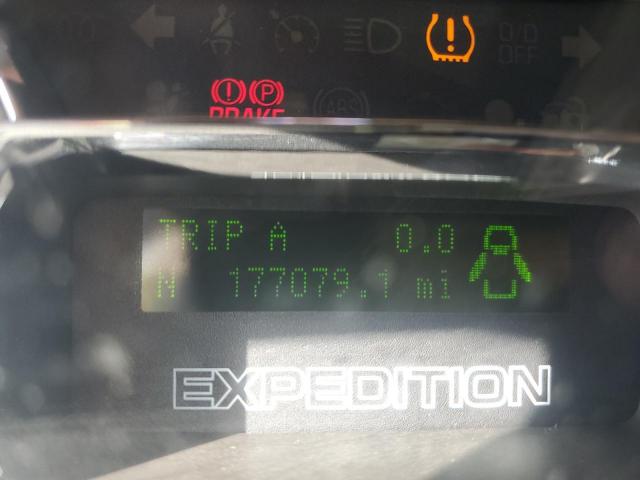 O/D
OFF
(!) (P)
BRAKE
ABS
TRIP A 0.0
N 177079.1 mi
EXPEDITION